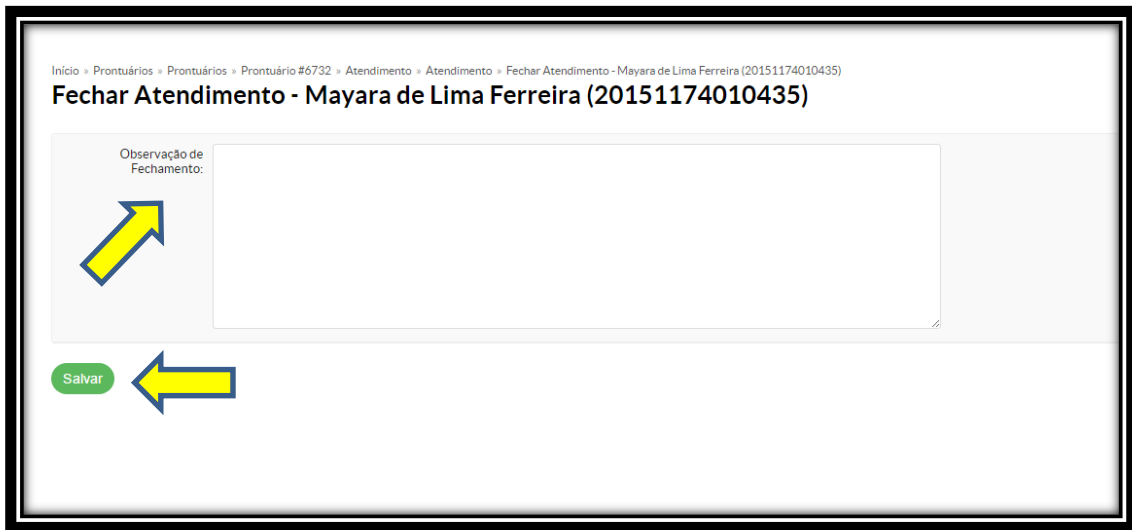 Início » Prontuários » Prontuários » Prontuário #6732 » Atendimento » Atendimento » Fechar Atendimento - Mayara de Lima Ferreira (20151174010435)
Fechar Atendimento - Mayara de Lima Ferreira (20151174010435)
Observação de
Fechamento:
Salvar